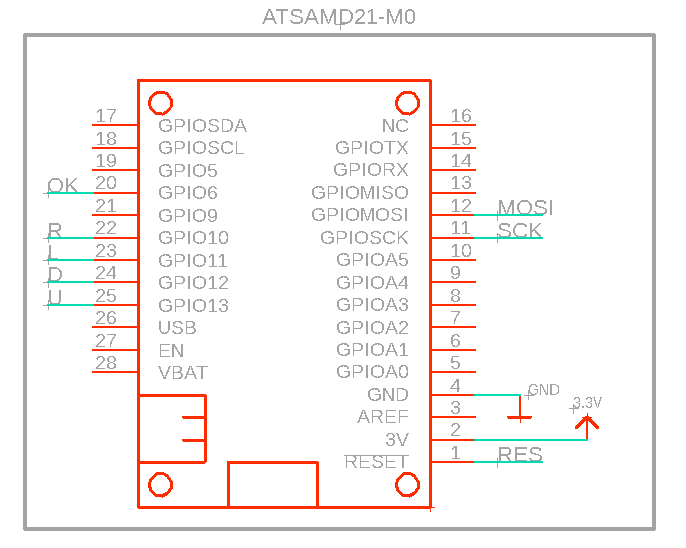 ATSAMD21-M0
17 GPIOSDA NC 16
18 GPIOSCL GPIOTX 15
19 GPIO5 GPIORX 14
OK 20 GPIO6 GPIOMISO 13
21 GPIO9 GPIOMOSI 12 MOSI
R 22 GPIO10 GPIOSCK 11 SCK
L 23 GPIO11 GPIOA5 10
D 24 GPIO12 GPIOA4 9
U 25 GPIO13 GPIOA3 8
26 USB GPIOA2 7
27 EN GPIOA1 6
28 VBAT GPIOA0 5
GND 4 GND
AREF 3 3.3V
3V 2
RESET 1 RES